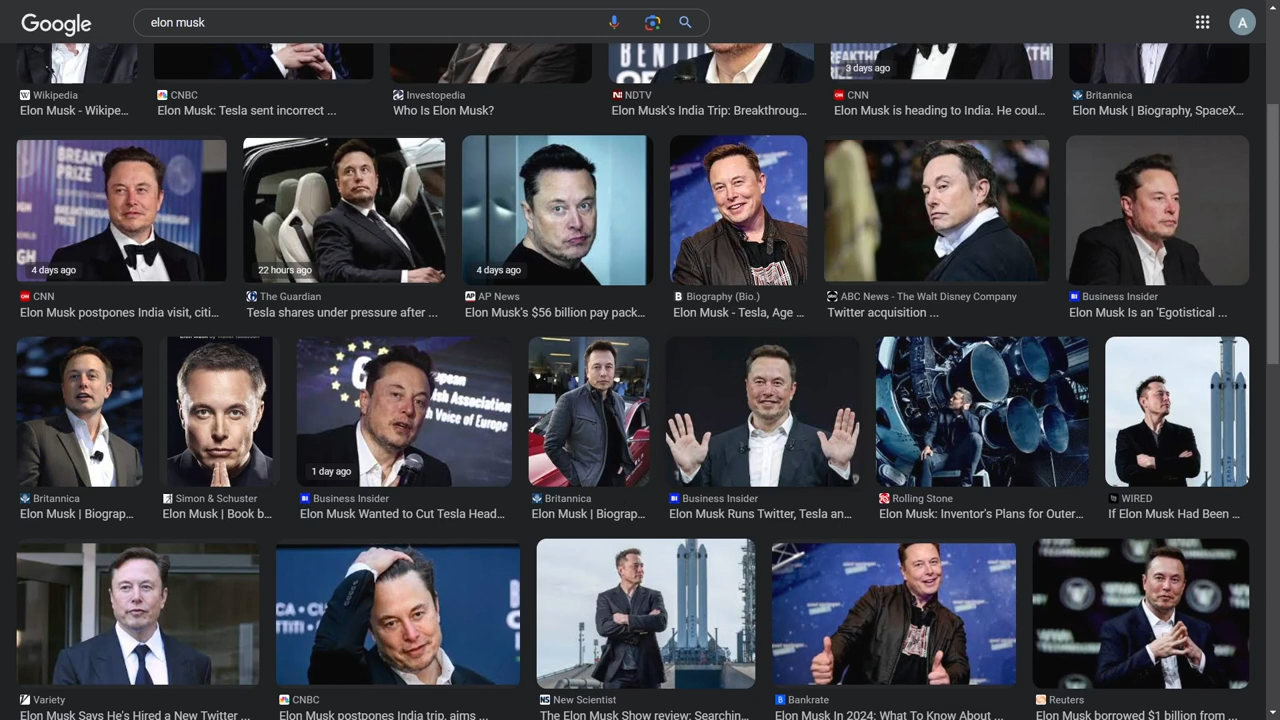 Google
elon musk
A
BENIU
3 days ago
Wikipedia
Elon Musk - Wikipe...
CNBC
Elon Musk: Tesla sent incorrect ...
Investopedia
Who Is Elon Musk?
NDTV
Elon Musk's India Trip: Breakthroug...
CNN
Elon Musk is heading to India. He coul...
Britannica
Elon Musk | Biography, SpaceX...
BREAKT
PRIZE
4 days ago
22 hours ago
4 days ago
CNN
Elon Musk postpones India visit, citi...
The Guardian
Tesla shares under pressure after ...
AP News
Elon Musk's $56 billion pay pack...
Biography (Bio.)
Elon Musk - Tesla, Age ...
ABC News - The Walt Disney Company
Twitter acquisition ...
Business Insider
Elon Musk Is an 'Egotistical ...
pean
ish Association
h Voice of Europe
1 day ago
Britannica
Elon Musk | Biograp...
Simon & Schuster
Elon Musk | Book b...
Business Insider
Elon Musk Wanted to Cut Tesla Head...
Britannica
Elon Musk | Biograp...
Business Insider
Elon Musk Runs Twitter, Tesla an...
Rolling Stone
Elon Musk: Inventor's Plans for Outer...
WIRED
If Elon Musk Had Been ...
Variety
Elon Musk Says He's Hired a New Twitter ...
CNBC
Elon Musk postpones India trip, aims ...
New Scientist
The Elon Musk Show review: Searchin...
Bankrate
Elon Musk In 2024: What To Know About ...
Reuters
Elon Musk borrowed $1 billion from ...